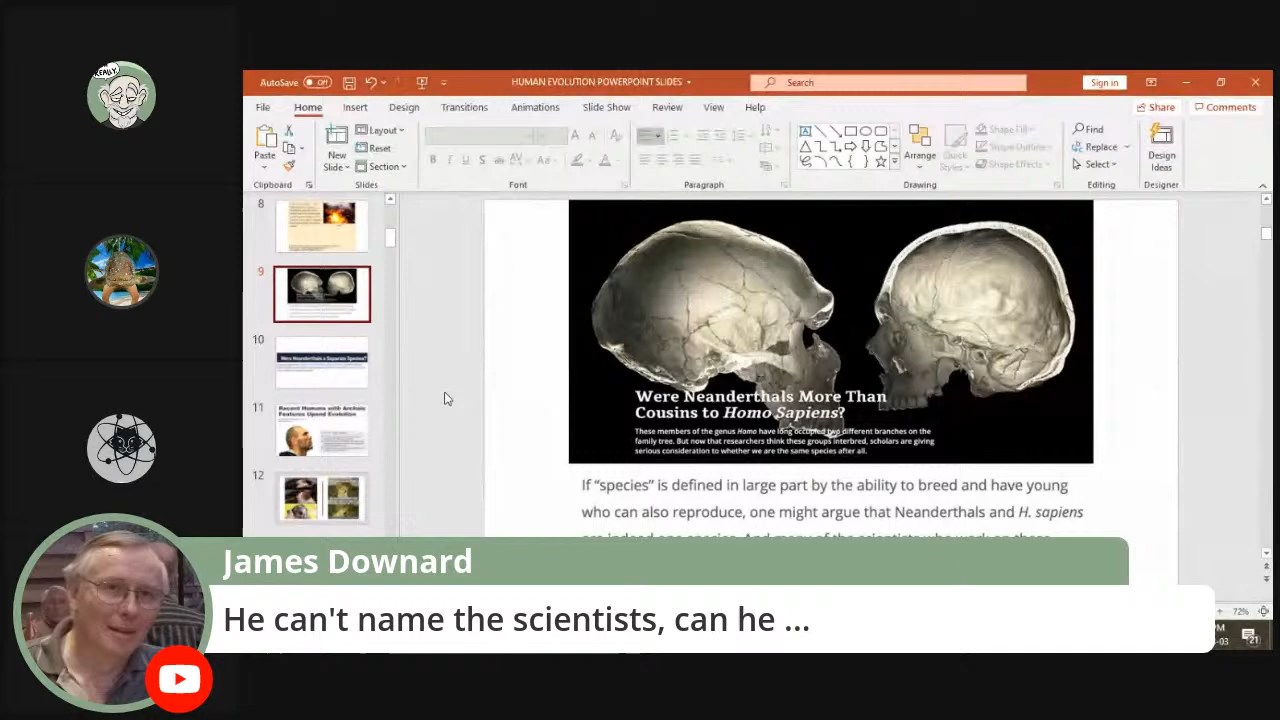 REALLY
AutoSave Off
HUMAN EVOLUTION POWERPOINT SLIDES
Search
Sign in
File Home Insert Design Transitions Animations Slide Show Review View Help
Share Comments
Paste
New
Slide
Layout
Reset
Section
Arrange
Quick
Styles
Shape Fill
Shape Outline
Shape Effects
Find
Replace
Select
Design
Ideas
Clipboard Slides Font Paragraph Drawing Editing Designer
8
9
10
Were Neanderthals a Separate Species?
11
Recent Humans with Archaic
Features Upend Evolution
12
Were Neanderthals More Than
Cousins to Homo Sapiens?
These members of the genus Homo have long occupied two different branches on the
family tree. But now that researchers think these groups interbred, scholars are giving
serious consideration to whether we are the same species after all.
If “species” is defined in large part by the ability to breed and have young
who can also reproduce, one might argue that Neanderthals and H. sapiens
72%
21
James Downard
He can't name the scientists, can he ...